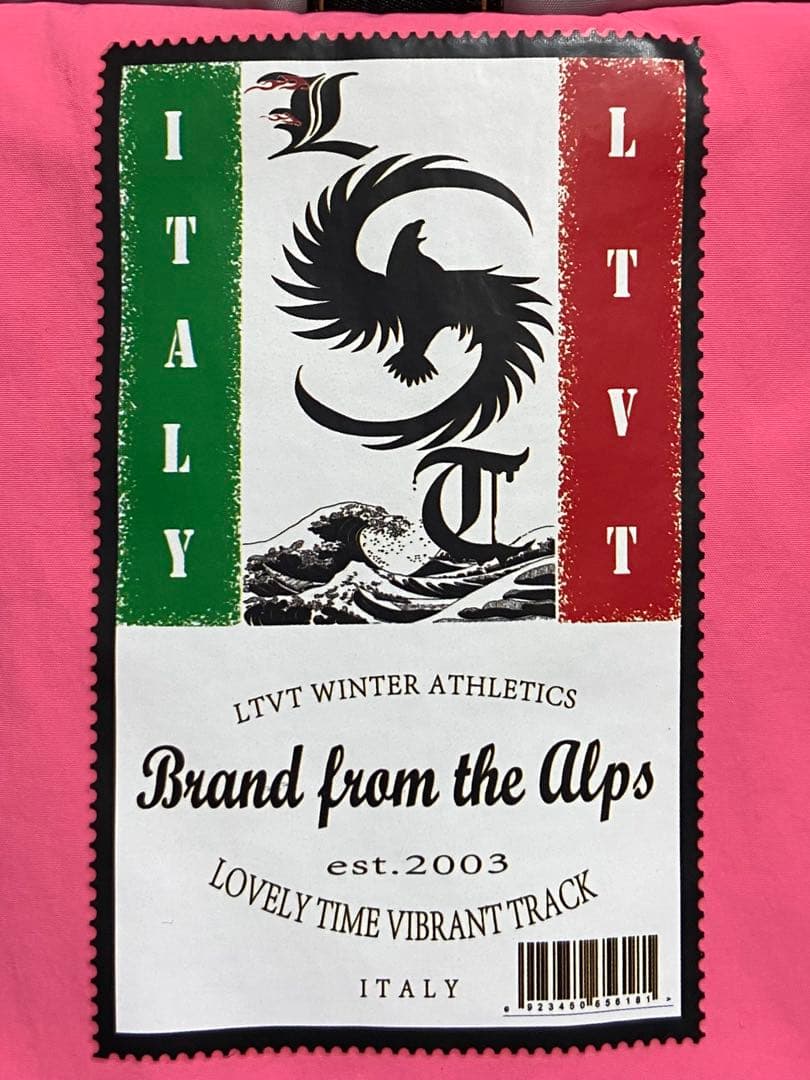 ITALY
L
T
LTVT
LTVT WINTER ATHLETICS
Brand from the Alps
est.2003
LOVELY TIME VIBRANT TRACK
ITALY